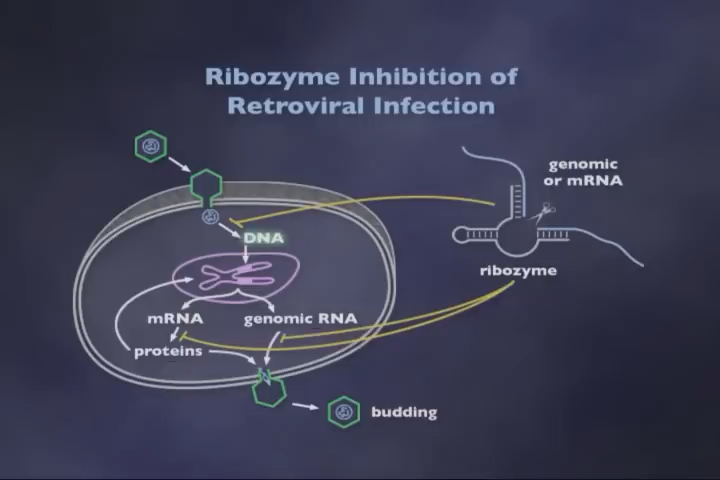 Ribozyme Inhibition of
Retroviral Infection
genomic
or mRNA
DNA
ribozyme
mRNA
genomic RNA
proteins
budding